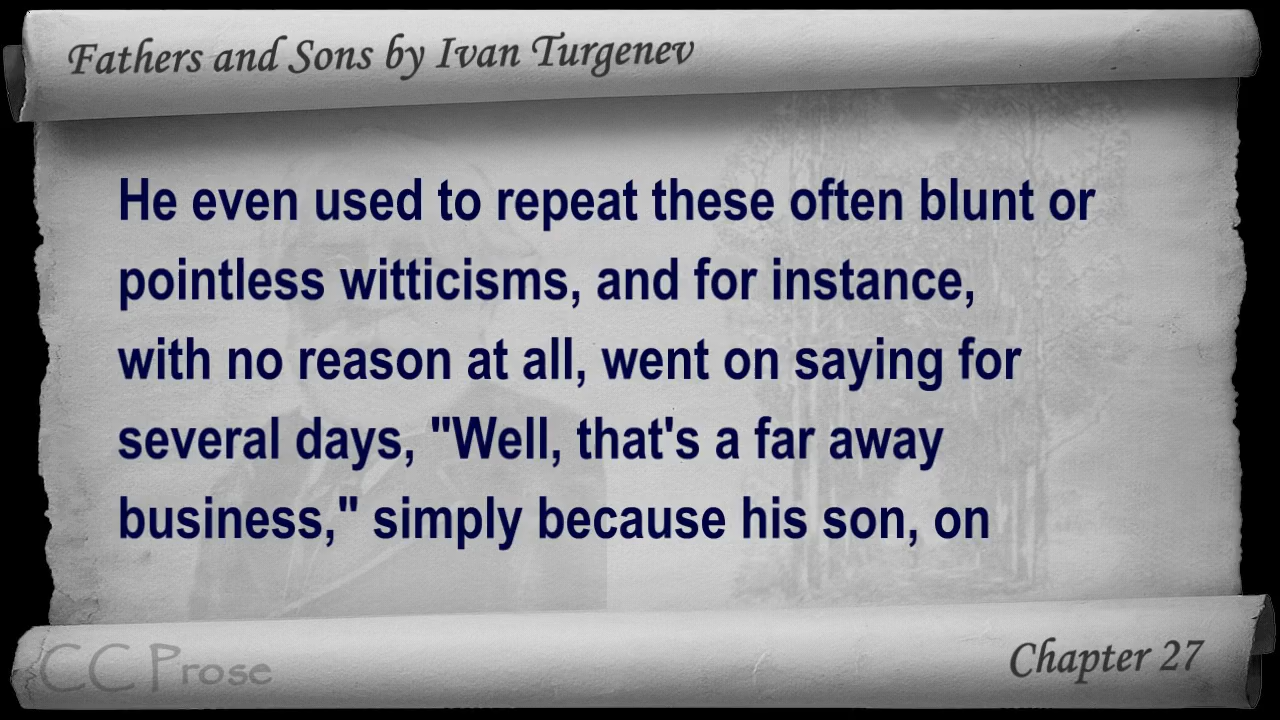 Fathers and Sons by Ivan Turgenev
He even used to repeat these often blunt or
pointless witticisms, and for instance,
with no reason at all, went on saying for
several days, "Well, that's a far away
business," simply because his son, on
CC Prose
Chapter 27